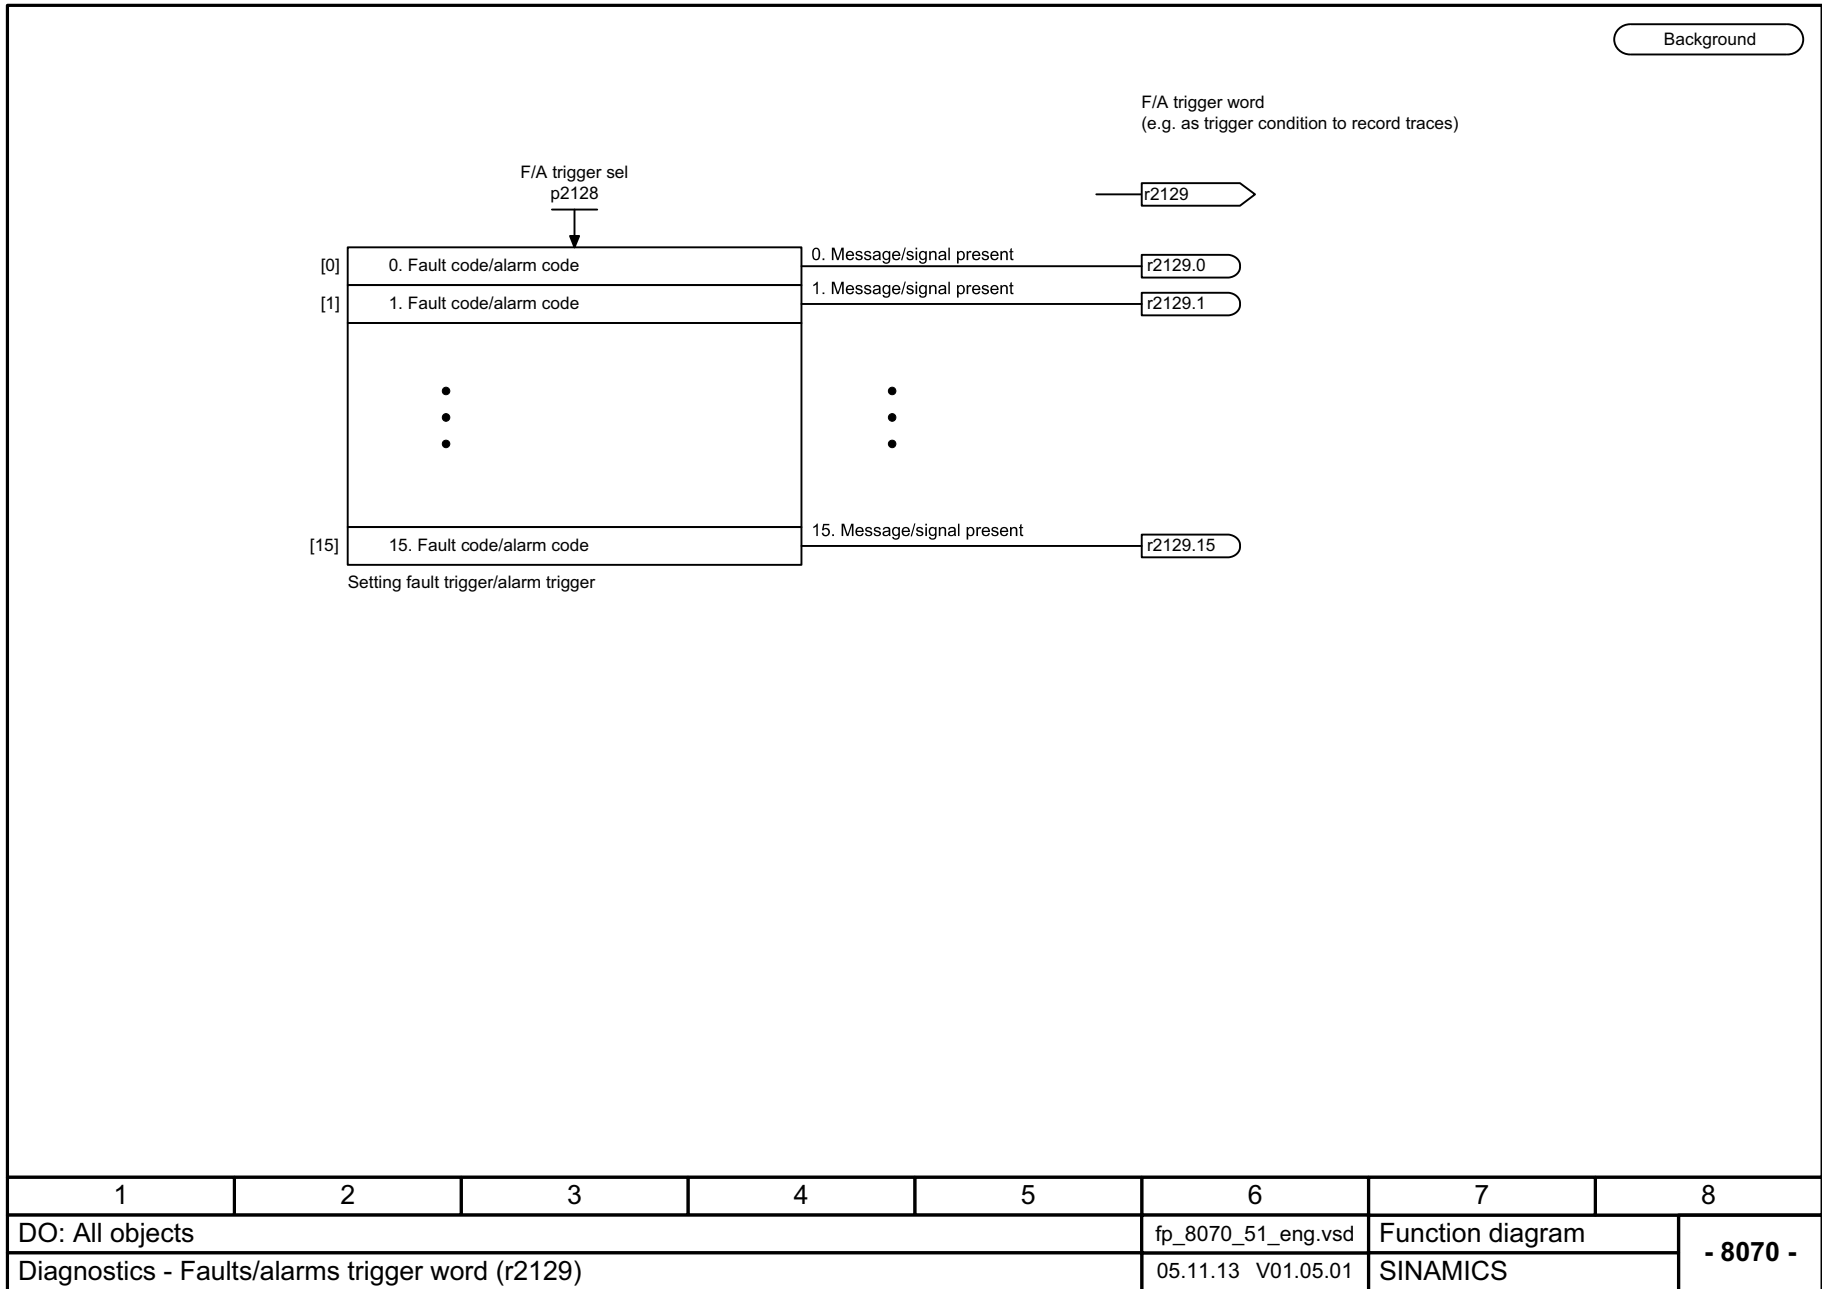 Background
F/A trigger word
(e.g. as trigger condition to record traces)
F/A trigger sel
p2128
r2129
[0] 0. Fault code/alarm code 0. Message/signal present r2129.0
[1] 1. Fault code/alarm code 1. Message/signal present r2129.1
[15] 15. Fault code/alarm code 15. Message/signal present r2129.15
Setting fault trigger/alarm trigger
1 2 3 4 5 6 7 8
DO: All objects fp_8070_51_eng.vsd Function diagram - 8070 -
Diagnostics - Faults/alarms trigger word (r2129) 05.11.13 V01.05.01 SINAMICS